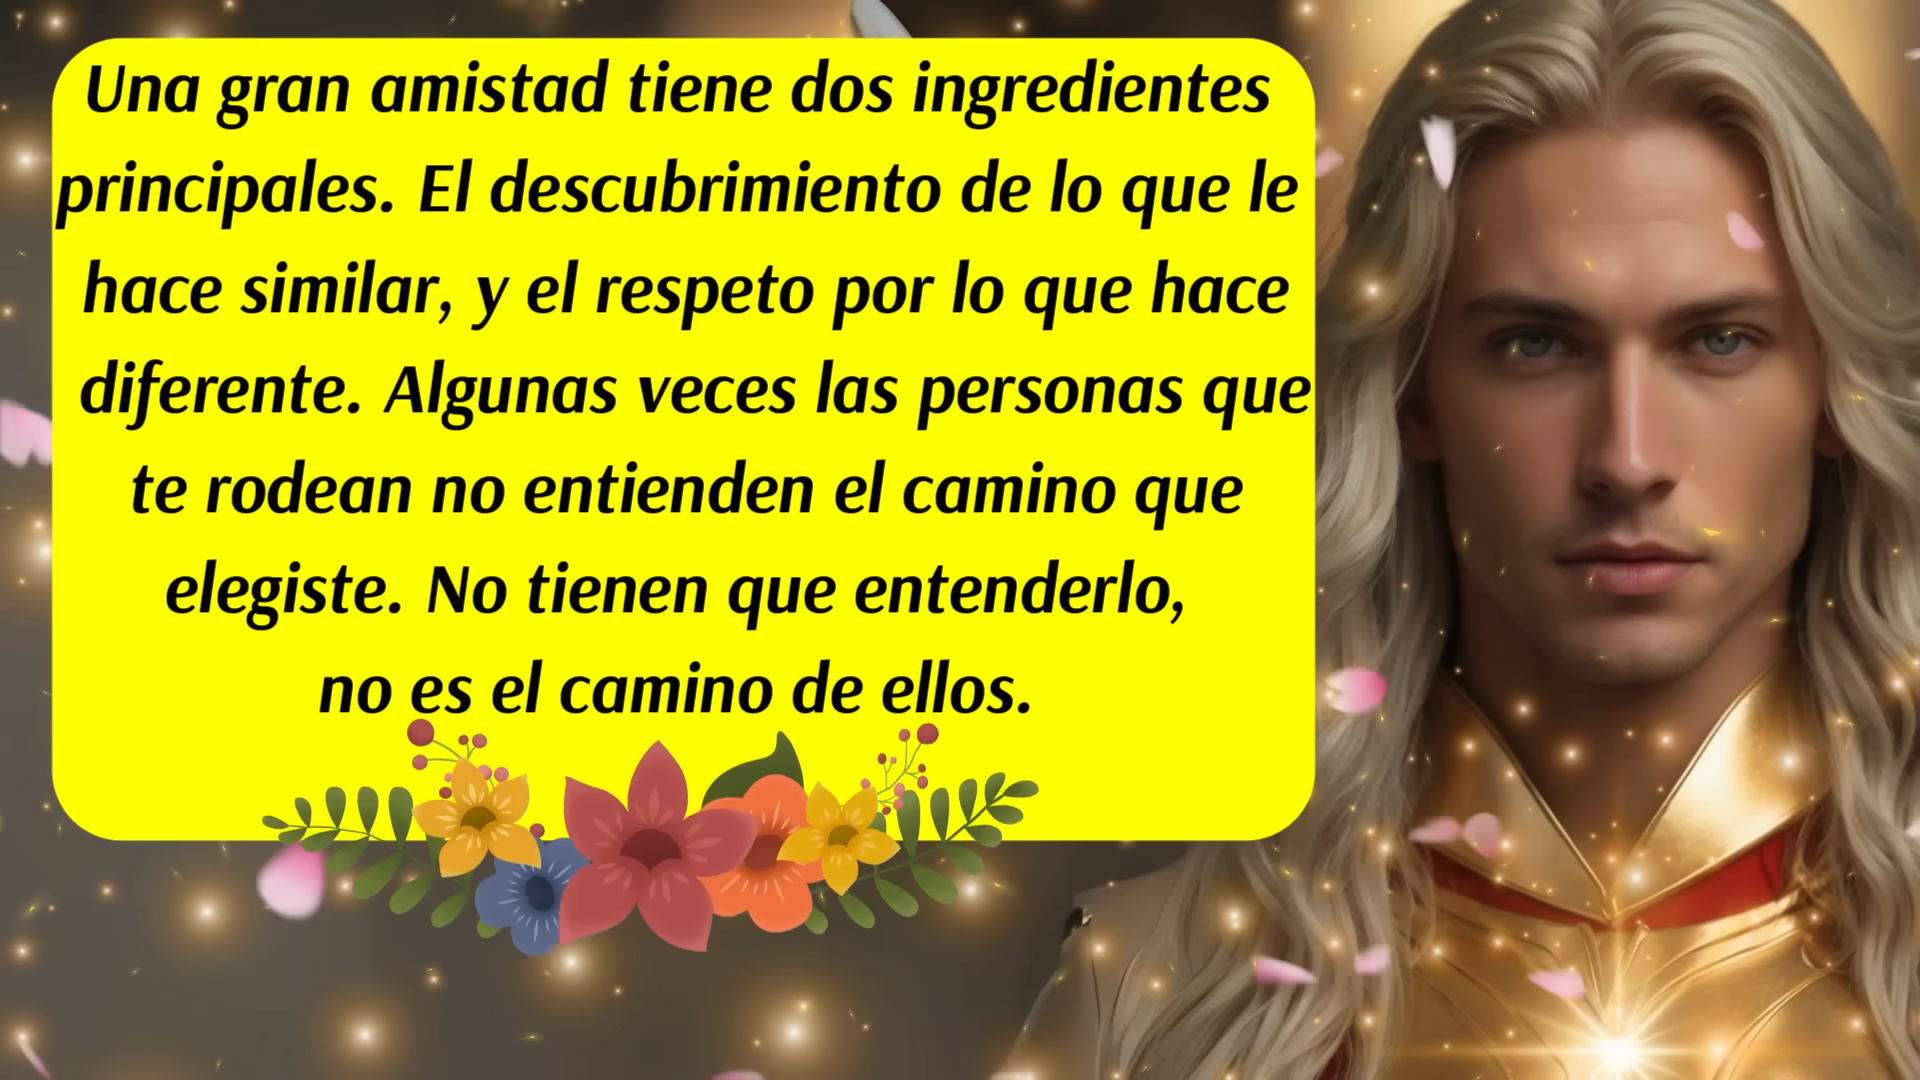 Una gran amistad tiene dos ingredientes
principales. El descubrimiento de lo que le
hace similar, y el respeto por lo que hace
diferente. Algunas veces las personas que
te rodean no entienden el camino que
elegiste. No tienen que entenderlo,
no es el camino de ellos.